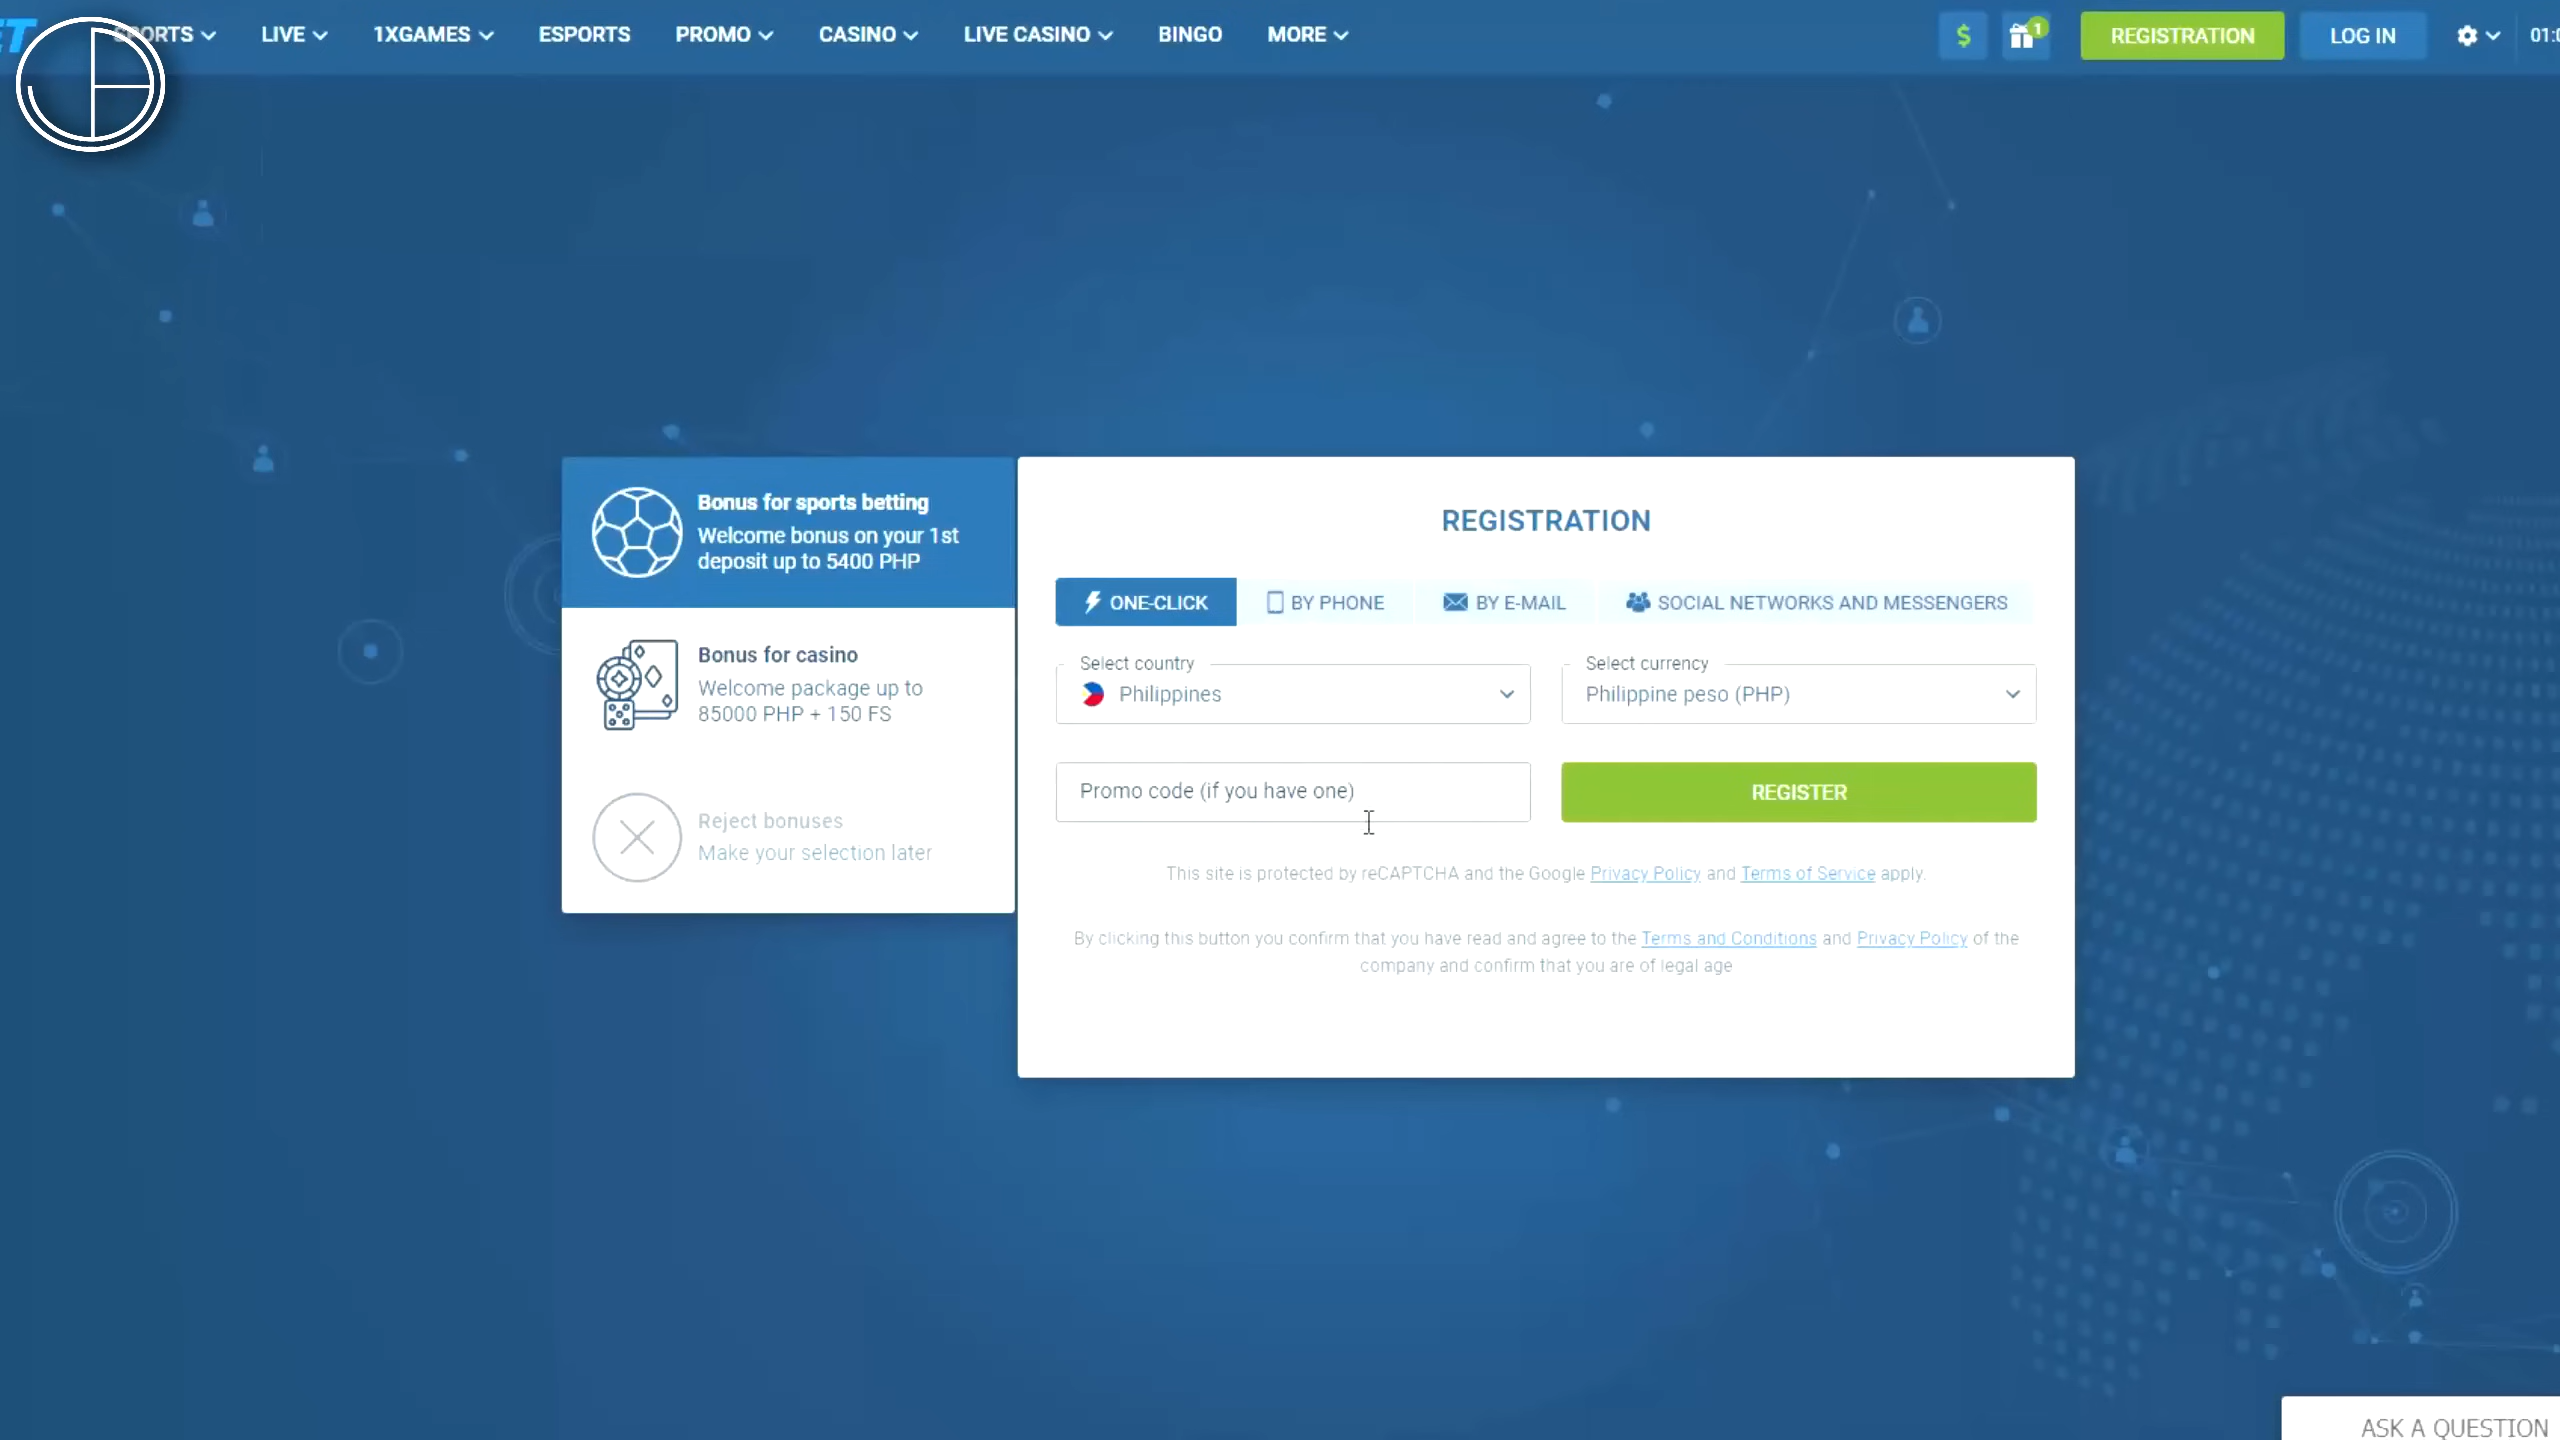 SPORTS
LIVE
1XGAMES
ESPORTS
PROMO
CASINO
LIVE CASINO
BINGO
MORE
$
1
REGISTRATION
LOG IN
Bonus for sports betting
Welcome bonus on your 1st
deposit up to 5400 PHP
Bonus for casino
Welcome package up to
85000 PHP + 150 FS
Reject bonuses
Make your selection later
REGISTRATION
ONE-CLICK
BY PHONE
BY E-MAIL
SOCIAL NETWORKS AND MESSENGERS
Select country
Philippines
Select currency
Philippine peso (PHP)
Promo code (if you have one)
REGISTER
This site is protected by reCAPTCHA and the Google Privacy Policy and Terms of Service apply.
By clicking this button you confirm that you have read and agree to the Terms and Conditions and Privacy Policy of the
company and confirm that you are of legal age
ASK A QUESTION